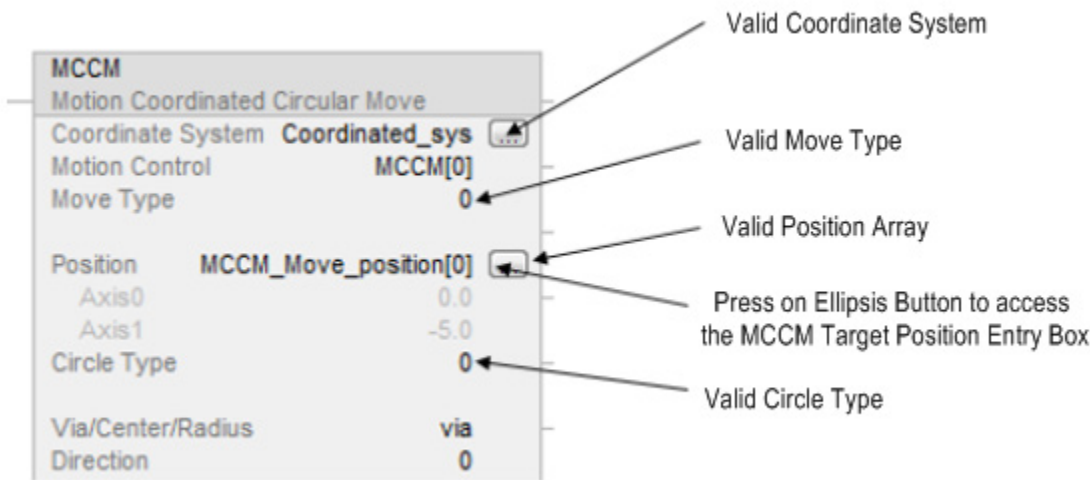 MCCM
Motion Coordinated Circular Move
Coordinate System Coordinated_sys ...
Motion Control MCCM[0]
Move Type 0
Position MCCM_Move_position[0]
Axis0 0.0
Axis1 -5.0
Circle Type 0
Via/Center/Radius via
Direction 0
Valid Coordinate System
Valid Move Type
Valid Position Array
Press on Ellipsis Button to access
the MCCM Target Position Entry Box
Valid Circle Type